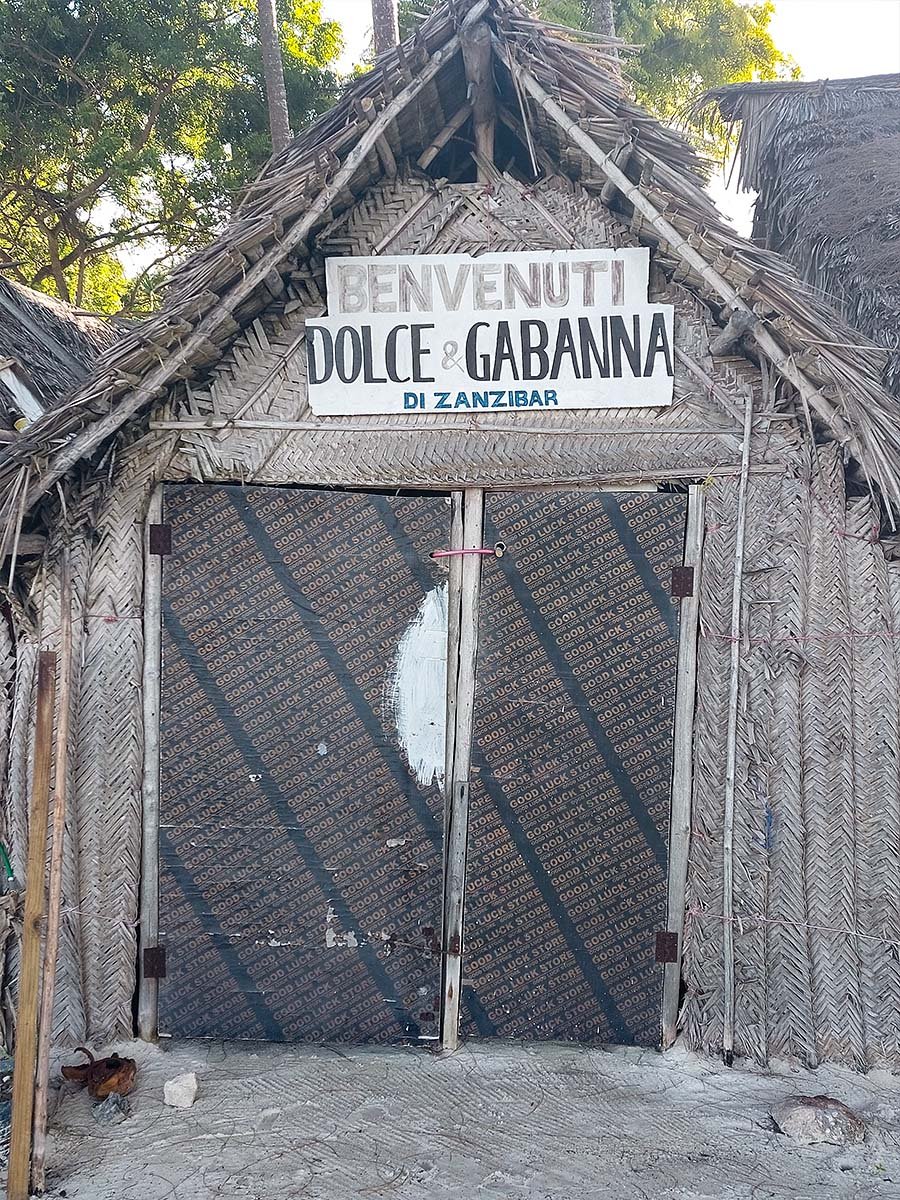 BENVENUTI
DOLCE & GABANNA
DI ZANZIBAR
GOOD LUCK STORE